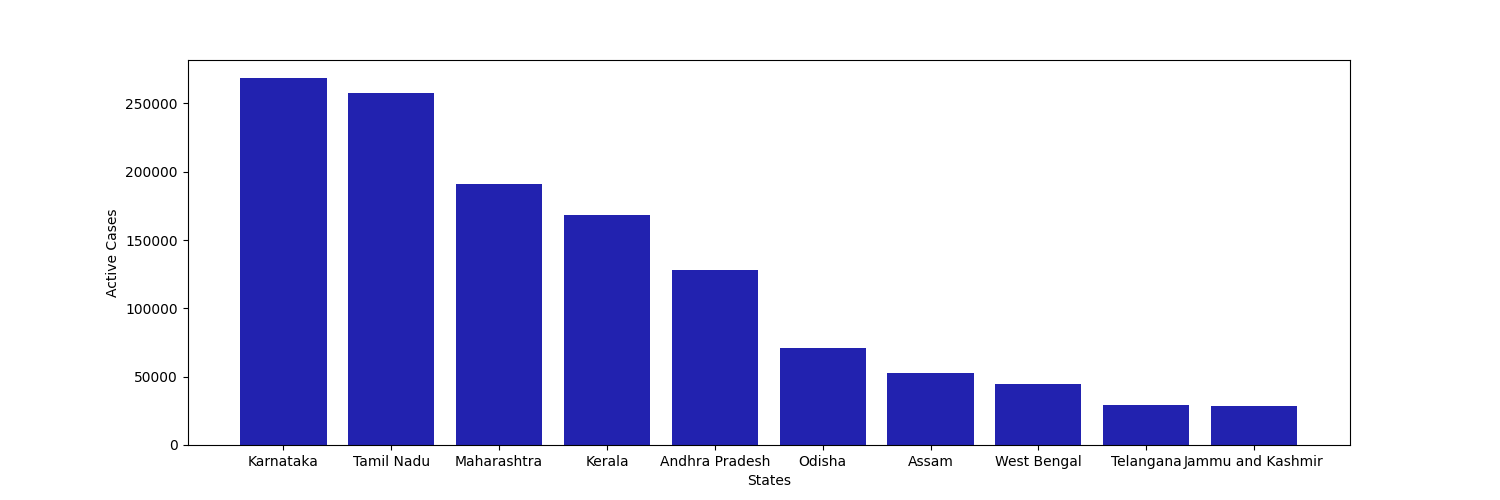 250000
200000
150000
100000
50000
0
Active Cases
Karnataka Tamil Nadu Maharashtra Kerala Andhra Pradesh Odisha Assam West Bengal Telangana Jammu and Kashmir
States